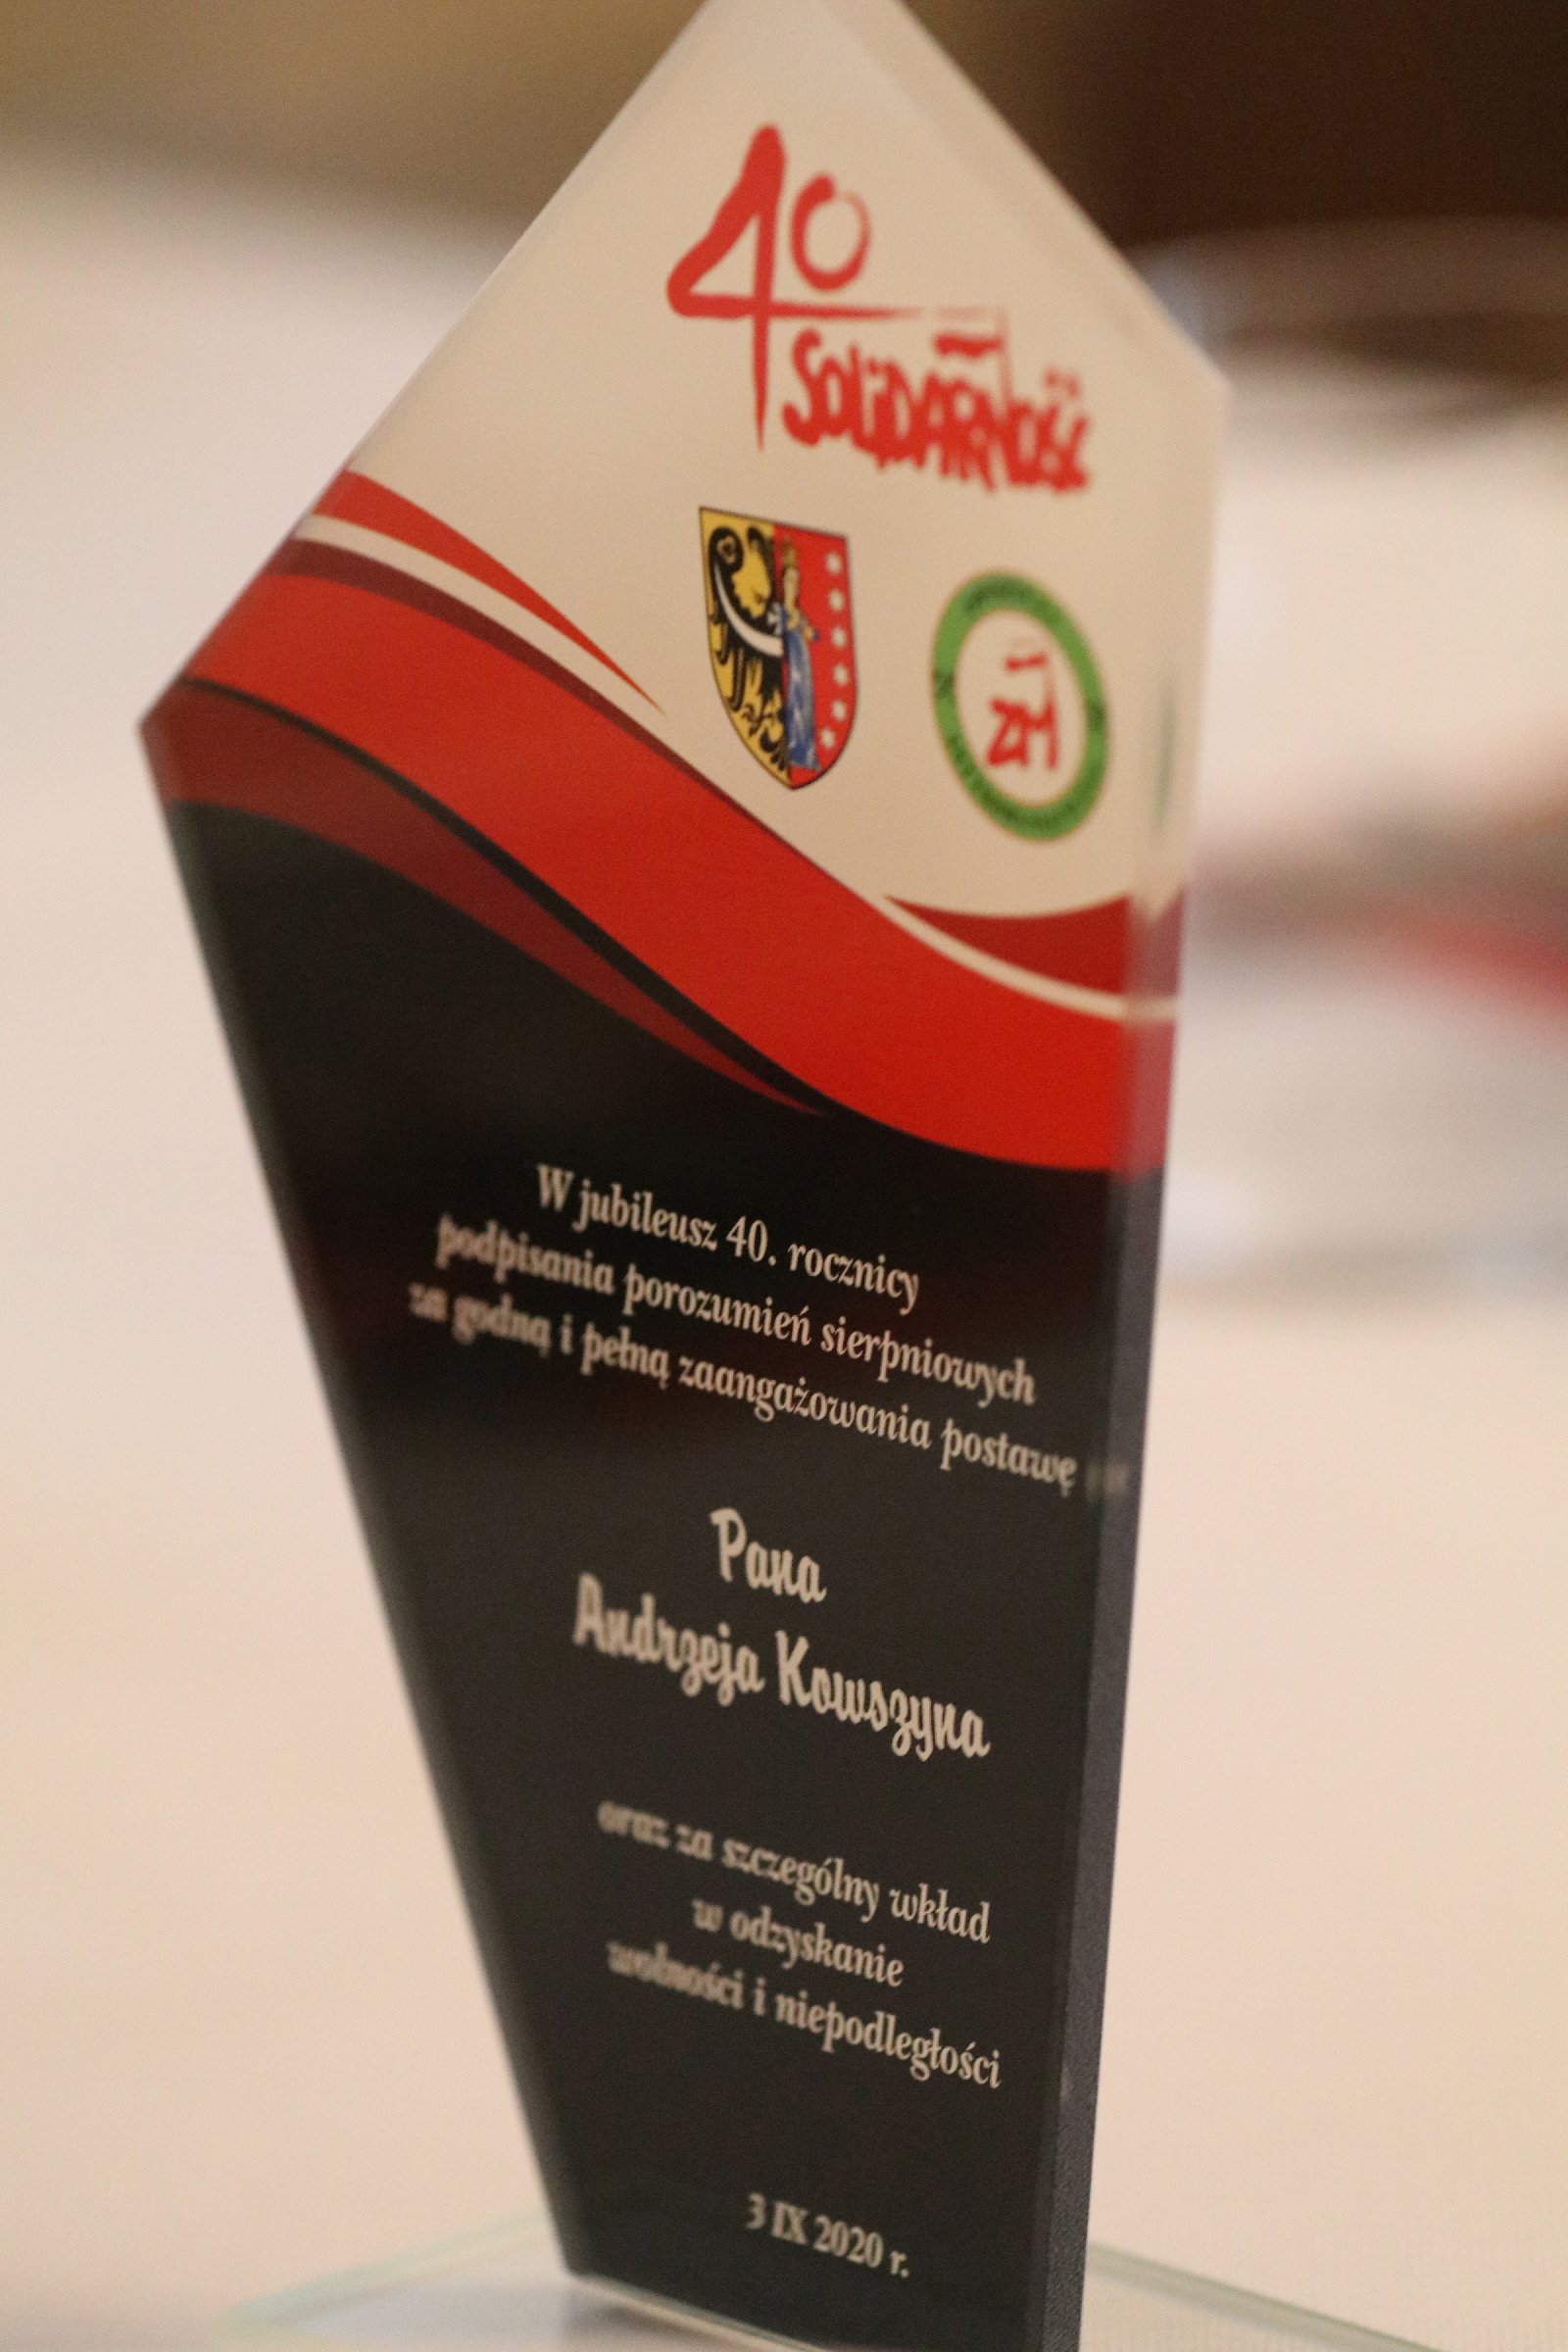 40
SOLIDARNOŚĆ
ZM
W jubileusz 40. rocznicy
podpisania porozumień sierpniowych
za godną i pełną zaangażowania postawę
Pana
Andrzeja Kowszyna
oraz za szczególny wkład
w odzyskanie
wolności i niepodległości
3 IX 2020 r.